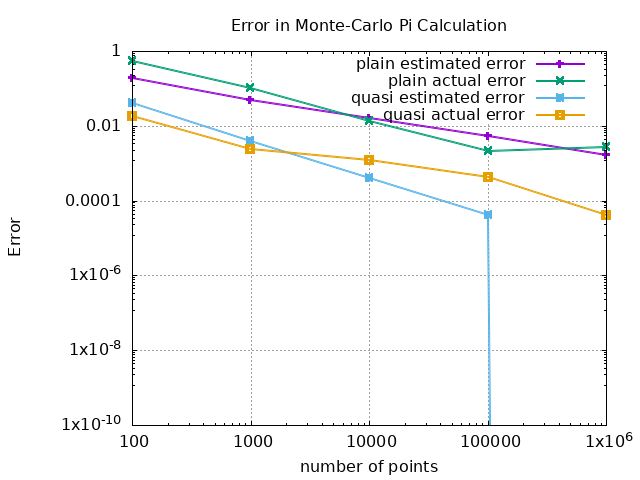 Error in Monte-Carlo Pi Calculation
1
0.01
0.0001
1x10⁻⁶
1x10⁻⁸
1x10⁻¹⁰
Error
plain estimated error
plain actual error
quasi estimated error
quasi actual error
100 1000 10000 100000 1x10⁶
number of points